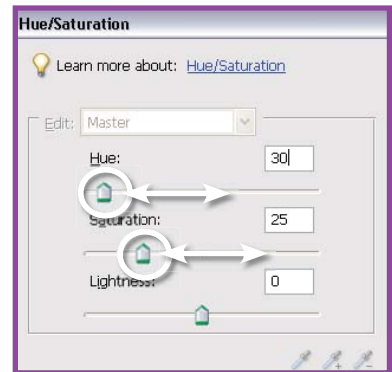 Hue/Saturation
Learn more about: Hue/Saturation
Edit: Master
Hue: 30
Saturation: 25
Lightness: 0